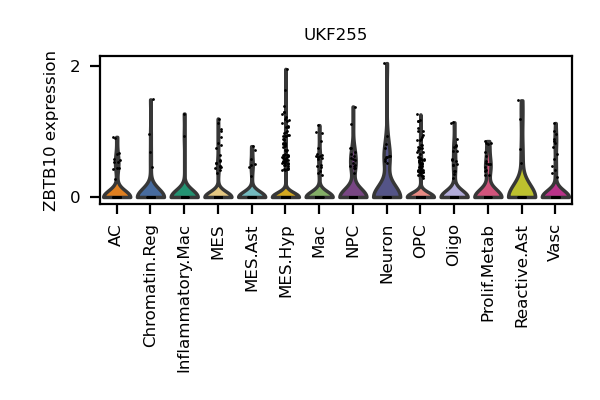 UKF255
ZBTB10 expression
2
0
AC
Chromatin.Reg
Inflammatory.Mac
MES
MES.Ast
MES.Hyp
Mac
NPC
Neuron
OPC
Oligo
Prolif.Metab
Reactive.Ast
Vasc